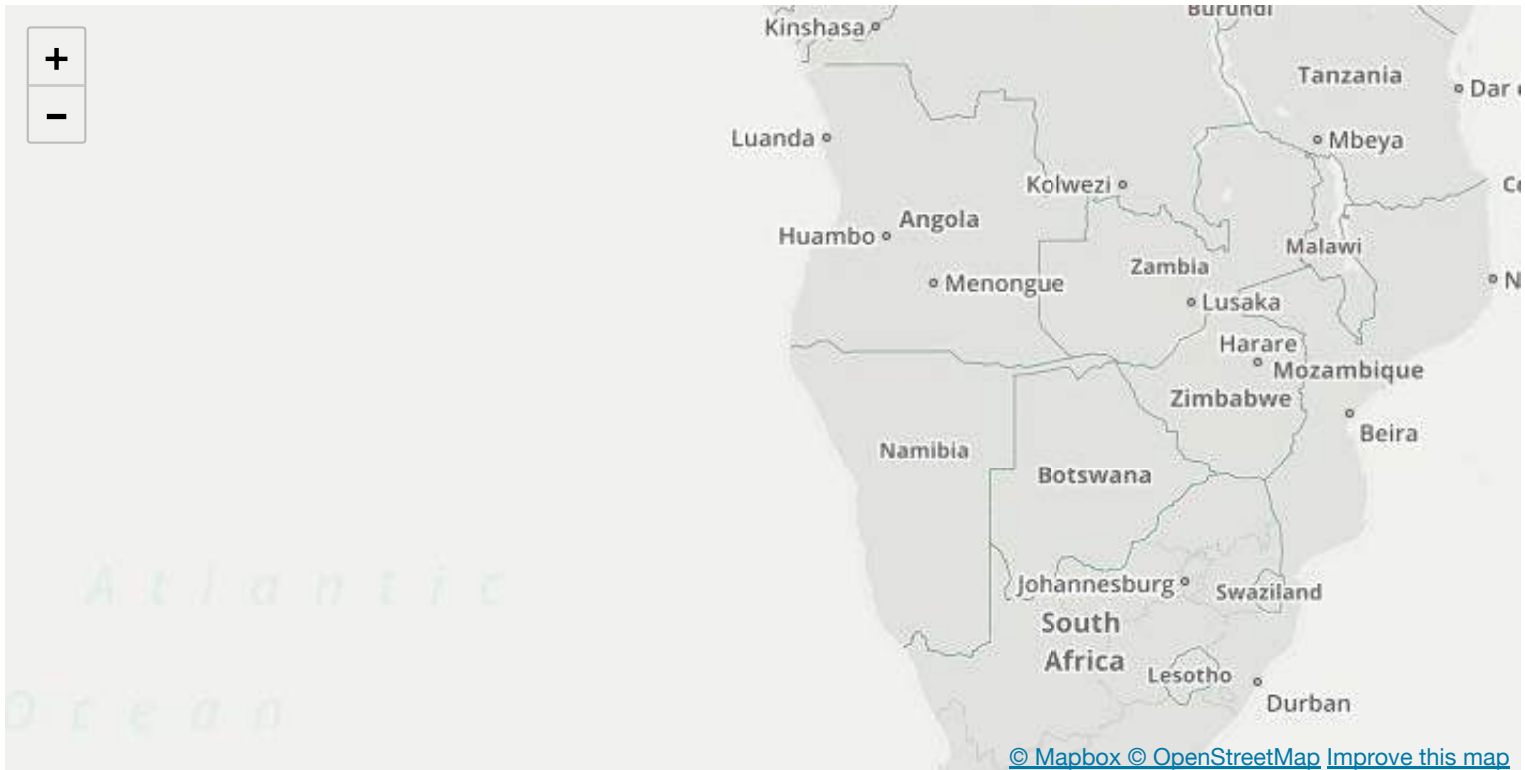 Burundi
Kinshasa
+
Tanzania
Dar
−
Luanda
Mbeya
Kolwezi
Angola
Huambo
Malawi
Zambia
Menongue
N
Lusaka
Harare
Mozambique
Zimbabwe
Beira
Namibia
Botswana
Atlantic
Johannesburg
Swaziland
South
Africa
Lesotho
Durban
Ocean
© Mapbox © OpenStreetMap Improve this map